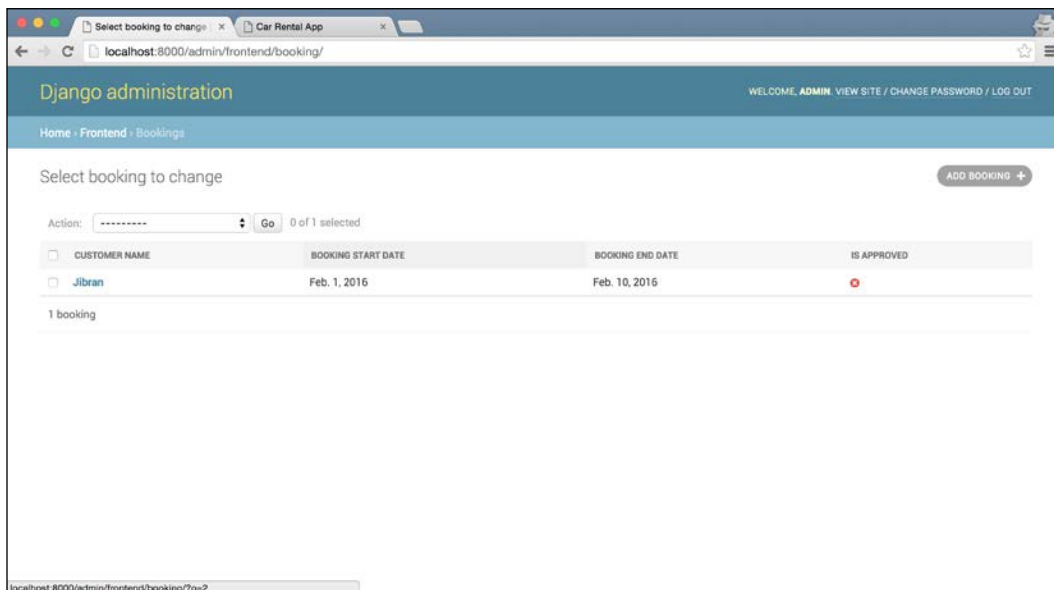 Select booking to change
Car Rental App
localhost:8000/admin/frontend/booking/
Django administration
WELCOME, ADMIN. VIEW SITE / CHANGE PASSWORD / LOG OUT
Home › Frontend › Bookings
Select booking to change
ADD BOOKING +
Action: --------- Go 0 of 1 selected
CUSTOMER NAME BOOKING START DATE BOOKING END DATE IS APPROVED
Jibran Feb. 1, 2016 Feb. 10, 2016
1 booking
localhost:8000/admin/frontend/booking/?o=2